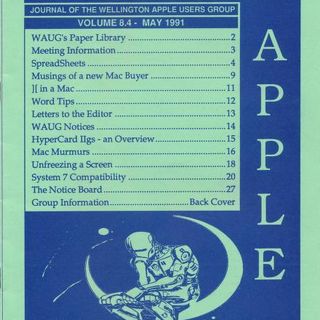 JOURNAL OF THE WELLINGTON APPLE USERS GROUP
VOLUME 8.4 - MAY 1991
WAUG's Paper Library ... 2
Meeting Information ... 3
SpreadSheets ... 4
Musings of a new Mac Buyer ... 9
][ in a Mac ... 11
Word Tips ... 12
Letters to the Editor ... 13
WAUG Notices ... 14
HyperCard IIgs - an Overview ... 15
Mac Murmurs ... 16
Unfreezing a Screen ... 18
System 7 Compatibility ... 20
The Notice Board ... 27
Group Information ... Back Cover
APPLE